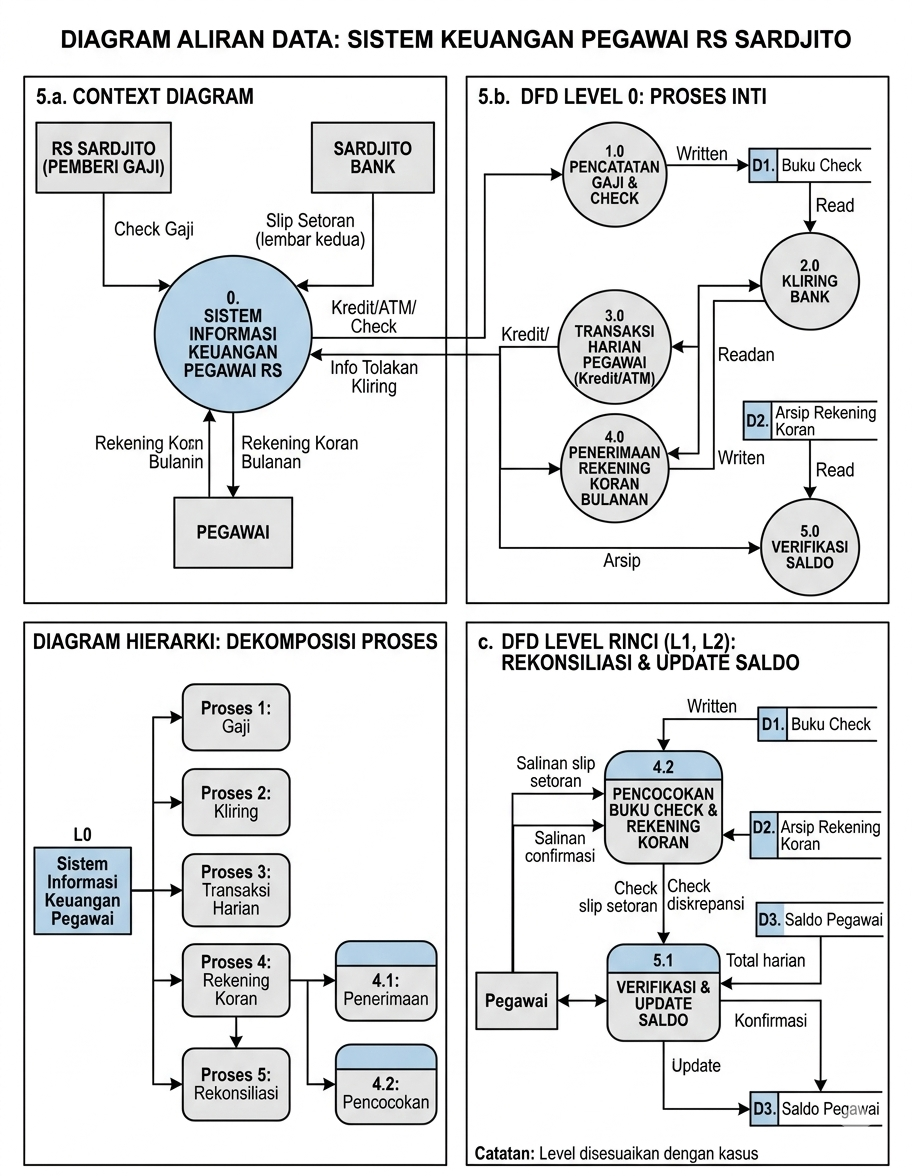 DIAGRAM ALIRAN DATA: SISTEM KEUANGAN PEGAWAI RS SARDJITO
5.a. CONTEXT DIAGRAM
RS SARDJITO
(PEMBERI GAJI)
SARDJITO
BANK
Check Gaji
Slip Setoran
(lembar kedua)
0.
SISTEM
INFORMASI
KEUANGAN
PEGAWAI RS
Kredit/ATM/
Check
Info Tolakan
Kliring
Rekening Korn
Bulanin
Rekening Koran
Bulanan
PEGAWAI
5.b. DFD LEVEL 0: PROSES INTI
1.0
PENCATATAN
GAJI &
CHECK
Written
D1. Buku Check
Read
2.0
KLIRING
BANK
3.0
TRANSAKSI
HARIAN
PEGAWAI
(Kredit/ATM)
Kredit/
Readan
D2. Arsip Rekening
Koran
4.0
PENERIMAAN
REKENING
KORAN
BULANAN
Writen
Read
5.0
VERIFIKASI
SALDO
Arsip
DIAGRAM HIERARKI: DEKOMPOSISI PROSES
Proses 1:
Gaji
Proses 2:
Kliring
L0
Sistem
Informasi
Keuangan
Pegawai
Proses 3:
Transaksi
Harian
Proses 4:
Rekening
Koran
4.1:
Penerimaan
Proses 5:
Rekonsiliasi
4.2:
Pencocokan
c. DFD LEVEL RINCI (L1, L2):
REKONSILIASI & UPDATE SALDO
Written
D1. Buku Check
Salinan slip
setoran
4.2
PENCOCOKAN
BUKU CHECK &
REKENING
KORAN
Salinan
confirmasi
D2. Arsip Rekening
Koran
Check
slip setoran
Check
diskrepansi
D3. Saldo Pegawai
Total harian
5.1
VERIFIKASI &
UPDATE
SALDO
Pegawai
Konfirmasi
Update
D3. Saldo Pegawai
Catatan: Level disesuaikan dengan kasus